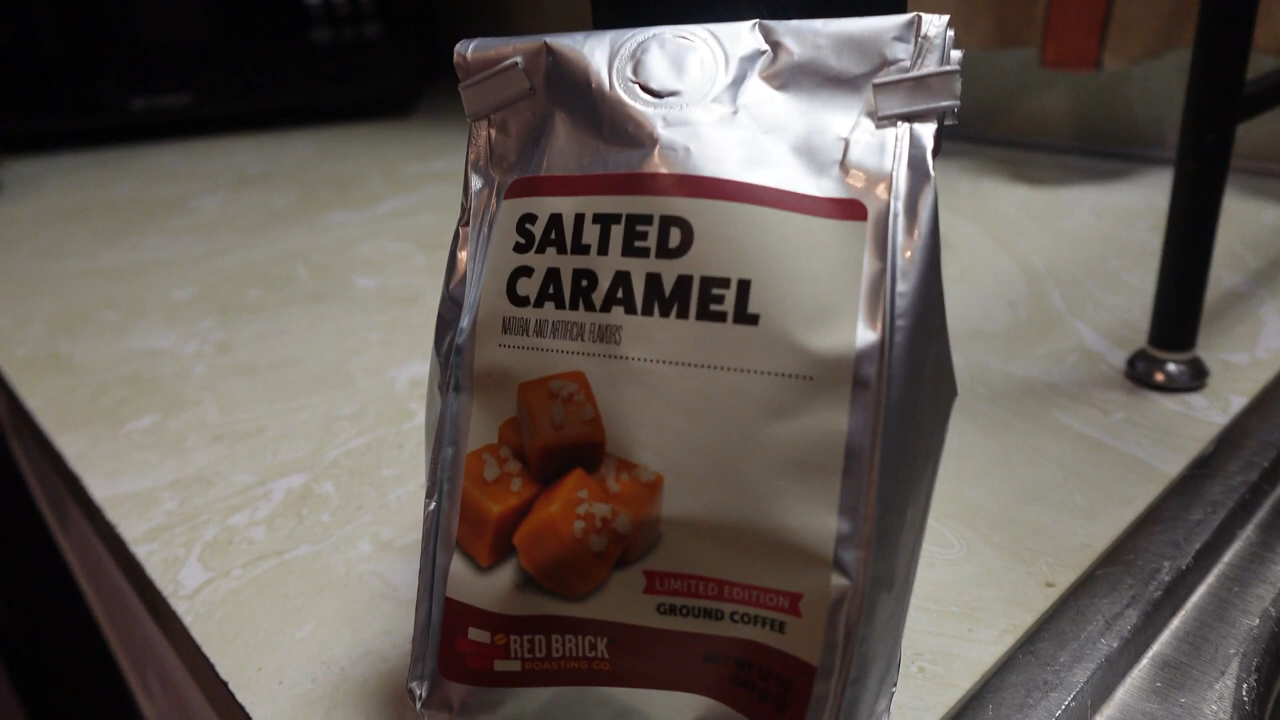 SALTED
CARAMEL
NATURAL AND ARTIFICIAL FLAVORS
LIMITED EDITION
GROUND COFFEE
RED BRICK
ROASTING CO.